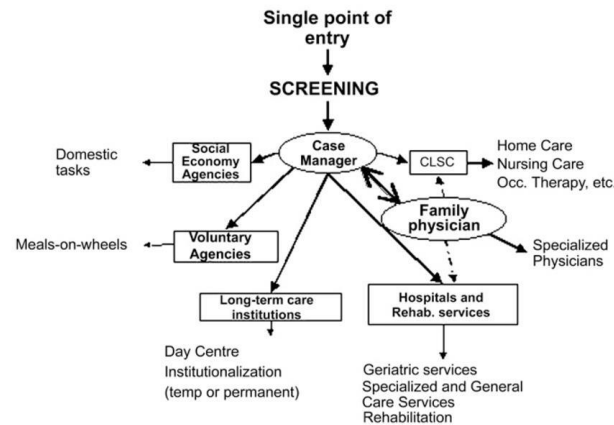 Single point of
entry
SCREENING
Case
Manager
Social
Economy
Agencies
Domestic
tasks
CLSC
Home Care
Nursing Care
Occ. Therapy, etc.
Family
physician
Specialized
Physicians
Voluntary
Agencies
Meals-on-wheels
Long-term care
institutions
Hospitals and
Rehab. services
Day Centre
Institutionalization
(temp or permanent)
Geriatric services
Specialized and General
Care Services
Rehabilitation